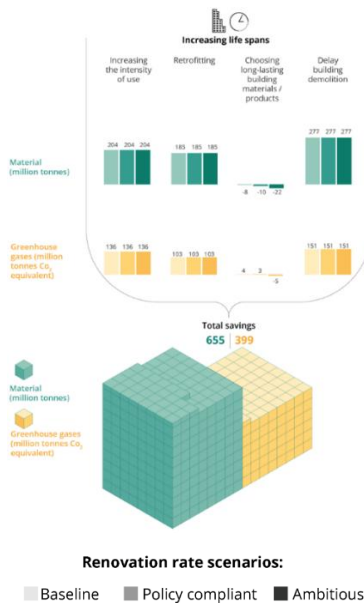 Increasing life spans
Increasing
the intensity
of use
Retrofitting
Choosing
long-lasting
building
materials /
products
Delay
building
demolition
Material
(million tonnes)
204 204 204
185 185 185
-8 -10 -22
277 277 277
Greenhouse
gases (million
tonnes Co₂
equivalent)
136 136 136
103 103 103
4 3 -5
151 151 151
Total savings
655 399
Material
(million tonnes)
Greenhouse gases
(million tonnes Co₂
equivalent)
Renovation rate scenarios:
Baseline Policy compliant Ambitious